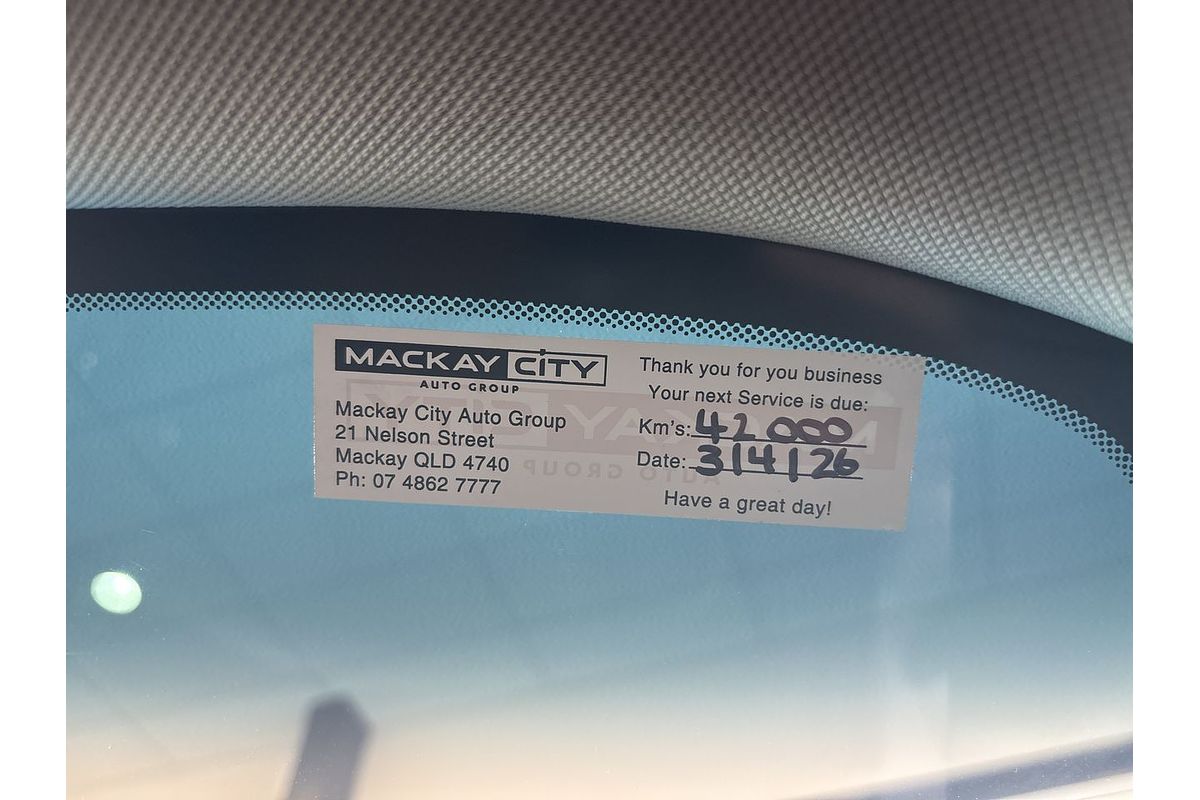 MACKAY CITY
AUTO GROUP
Mackay City Auto Group
21 Nelson Street
Mackay QLD 4740
Ph: 07 4862 7777
Thank you for you business
Your next Service is due:
Km's: 42 000
Date: 3/4/26
Have a great day!